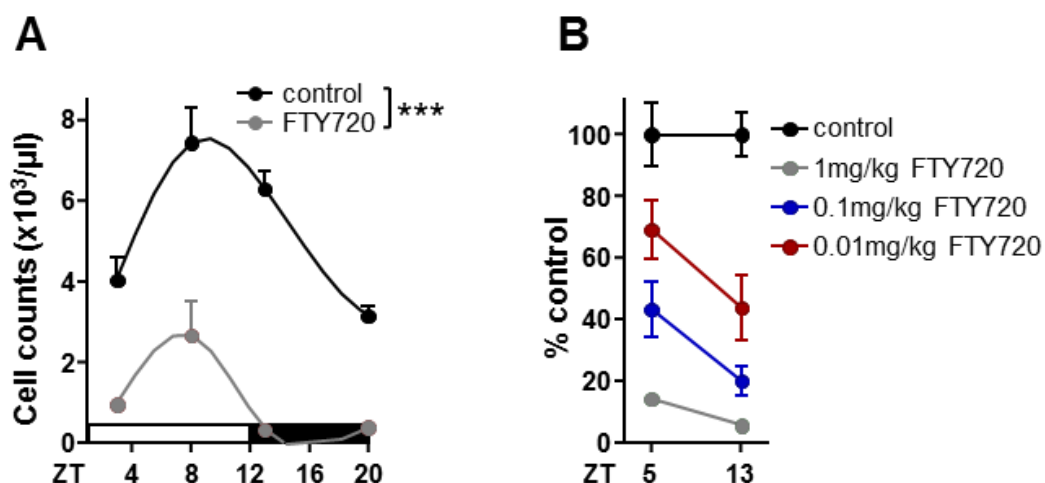 A
control
FTY720
***
Cell counts (x10³/µl)
8
6
4
2
0
ZT 4 8 12 16 20
B
control
1mg/kg FTY720
0.1mg/kg FTY720
0.01mg/kg FTY720
% control
100
80
60
40
20
0
ZT 5 13